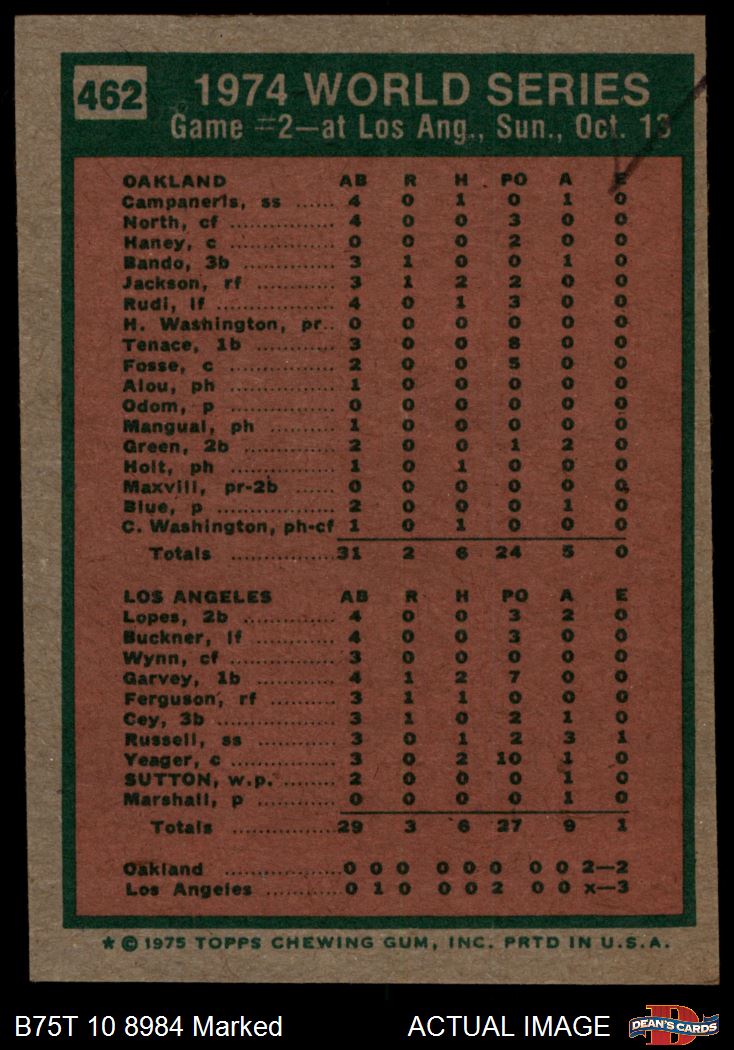 462
1974 WORLD SERIES
Game #2—at Los Ang., Sun., Oct. 13
OAKLAND AB R H PO A E
Campaneris, ss ...... 4 0 1 0 1 0
North, cf ................ 4 0 0 3 0 0
Haney, c ................ 0 0 0 2 0 0
Bando, 3b ............. 3 1 0 0 1 0
Jackson, rf ............ 3 1 2 2 0 0
Rudi, lf .................. 4 0 1 3 0 0
H. Washington, pr.. 0 0 0 0 0 0
Tenace, 1b ............ 3 0 0 8 0 0
Fosse, c ................ 2 0 0 5 0 0
Alou, ph ................ 1 0 0 0 0 0
Odom, p ................ 0 0 0 0 0 0
Mangual, ph .......... 1 0 0 0 0 0
Green, 2b .............. 2 0 0 1 2 0
Holt, ph ................. 1 0 1 0 0 0
Maxvill, pr-2b ...... 0 0 0 0 0 0
Blue, p .................. 2 0 0 0 1 0
C. Washington, ph-cf 1 0 1 0 0 0
Totals ................ 31 2 6 24 5 0
LOS ANGELES AB R H PO A E
Lopes, 2b .............. 4 0 0 3 2 0
Buckner, lf ............ 4 0 0 3 0 0
Wynn, cf ................ 3 0 0 0 0 0
Garvey, 1b ............ 4 1 2 7 0 0
Ferguson, rf .......... 3 1 1 0 0 0
Cey, 3b ................. 3 1 0 2 1 0
Russell, ss ............ 3 0 1 2 3 1
Yeager, c ............... 3 0 2 10 1 0
SUTTON, w.p. ........ 2 0 0 0 1 0
Marshall, p ............ 0 0 0 0 1 0
Totals ................ 29 3 6 27 9 1
Oakland ................ 0 0 0 0 0 0 0 0 2—2
Los Angeles ........... 0 1 0 0 0 2 0 0 x—3
★ © 1975 TOPPS CHEWING GUM, INC. PRTD IN U.S.A.
B75T 10 8984 Marked ACTUAL IMAGE DEAN'S CARDS